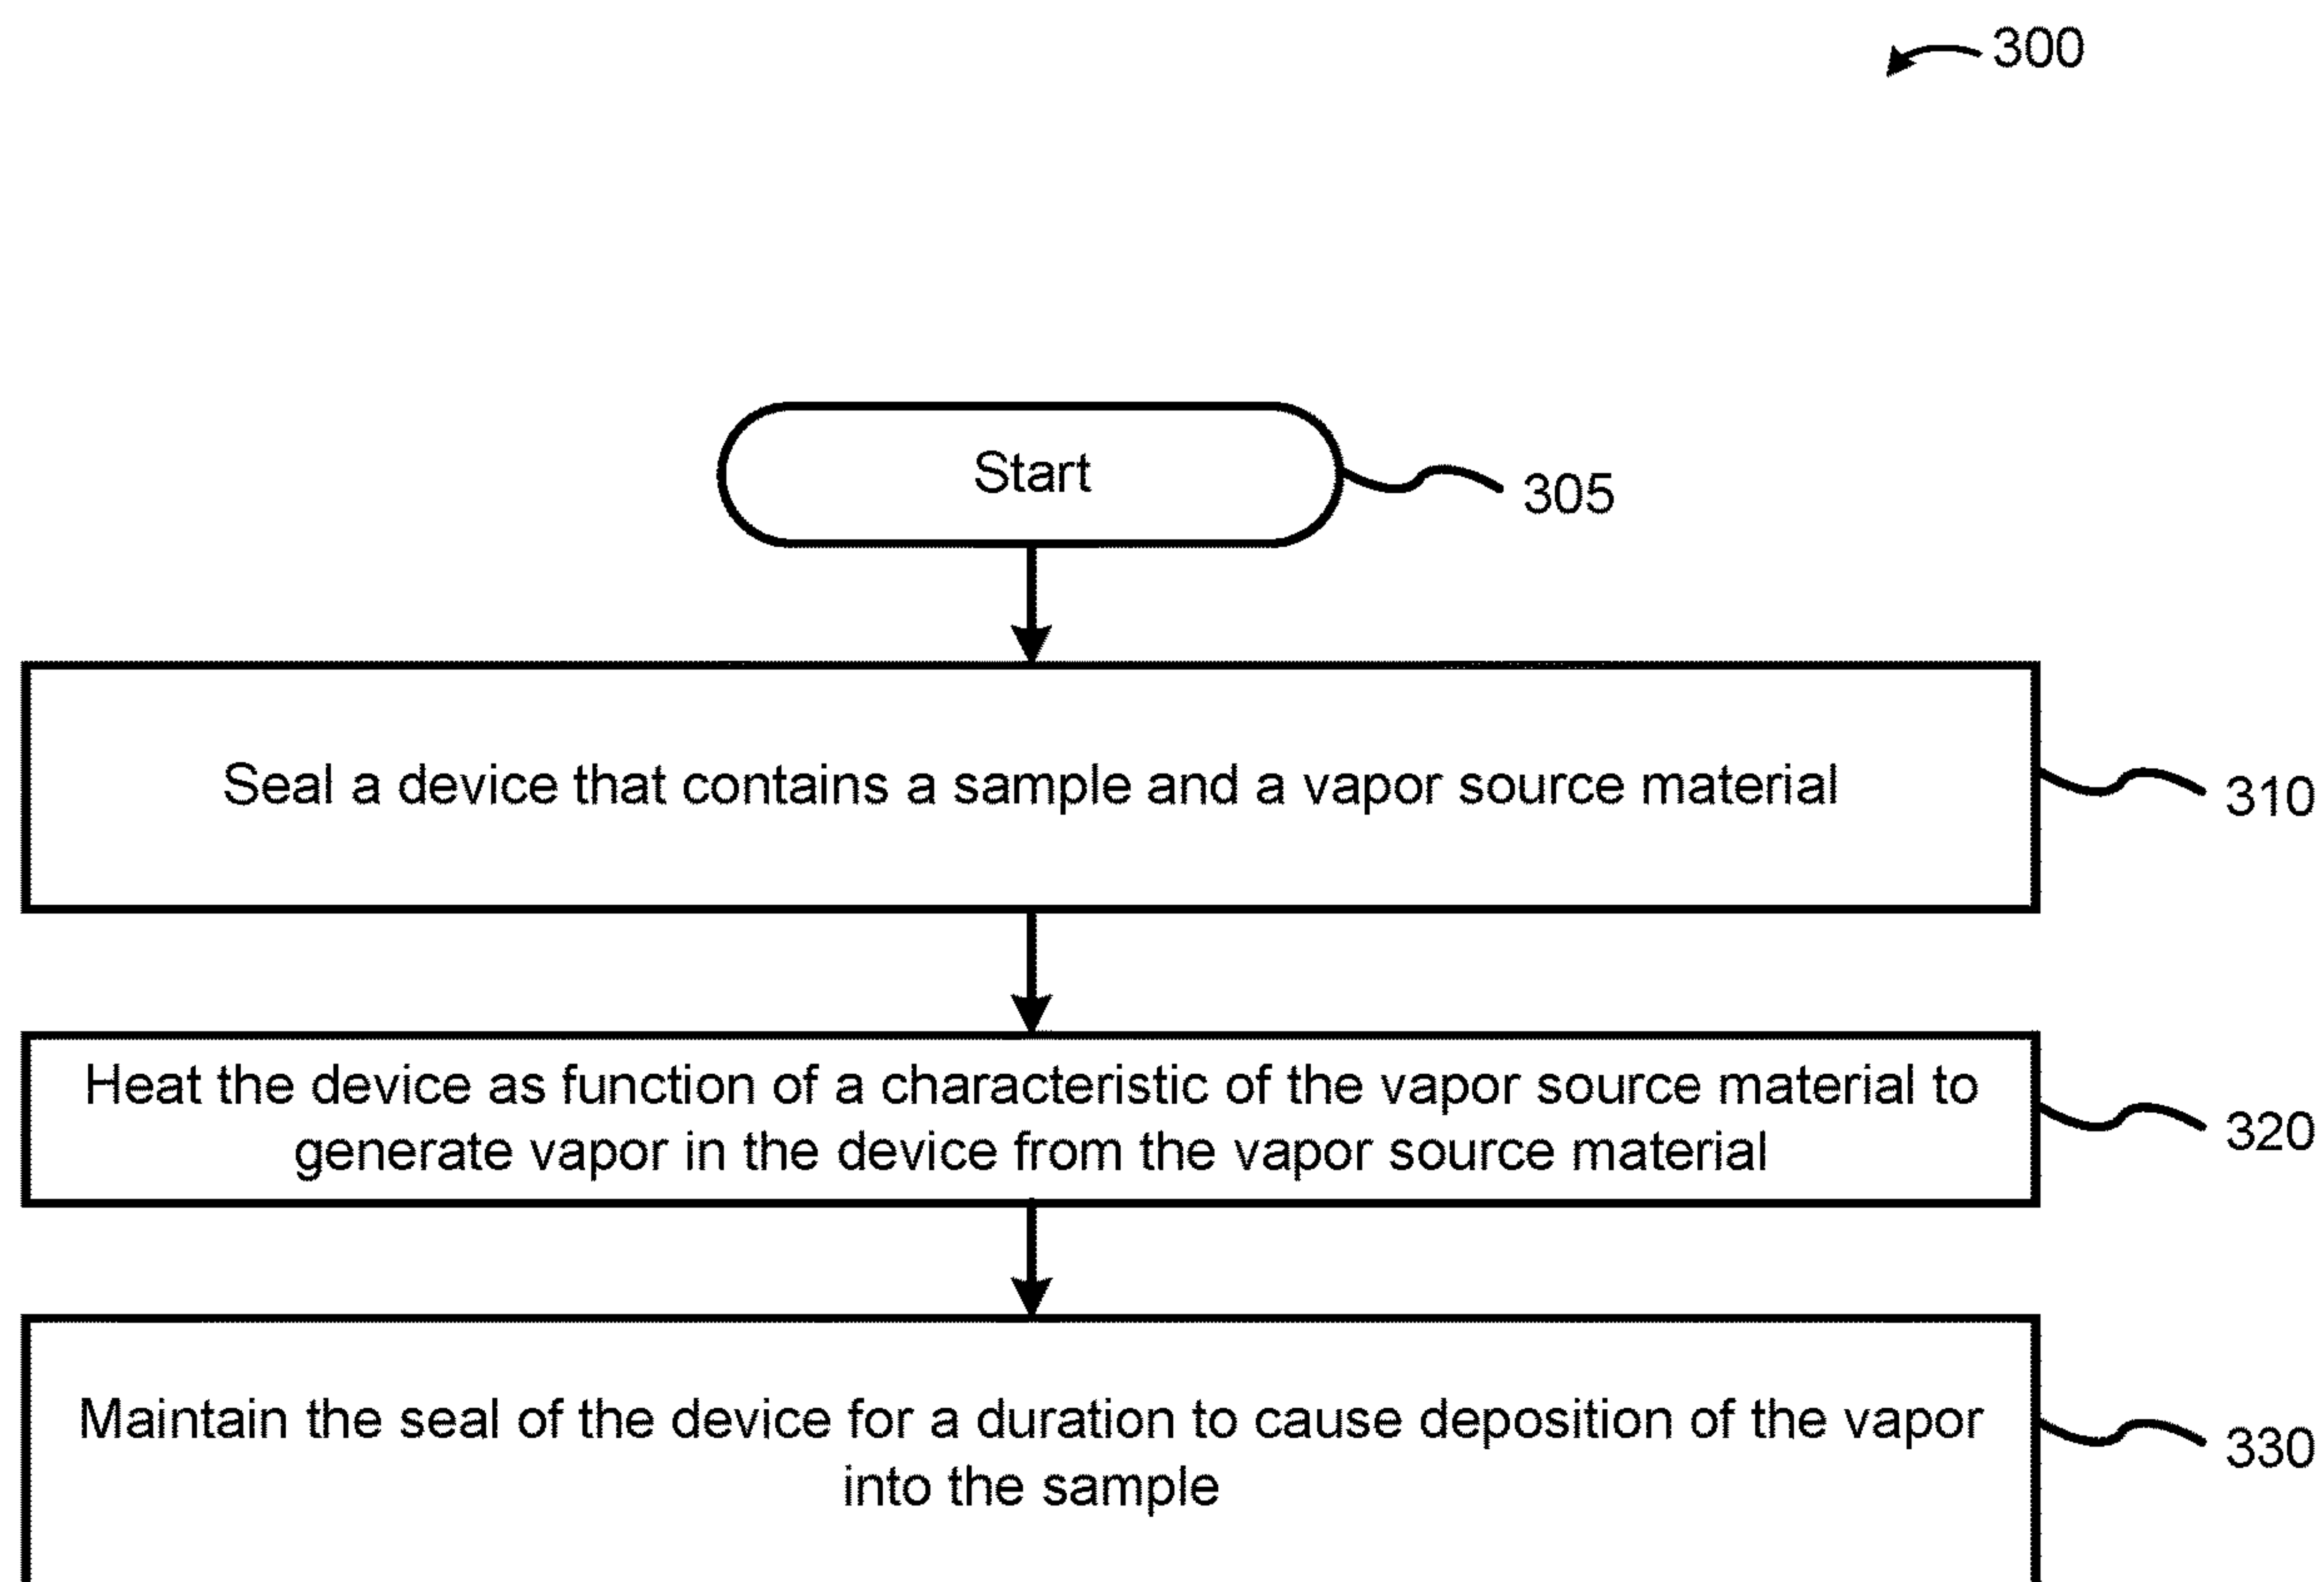 300
Start
305
Seal a device that contains a sample and a vapor source material
310
Heat the device as function of a characteristic of the vapor source material to
generate vapor in the device from the vapor source material
320
Maintain the seal of the device for a duration to cause deposition of the vapor
into the sample
330